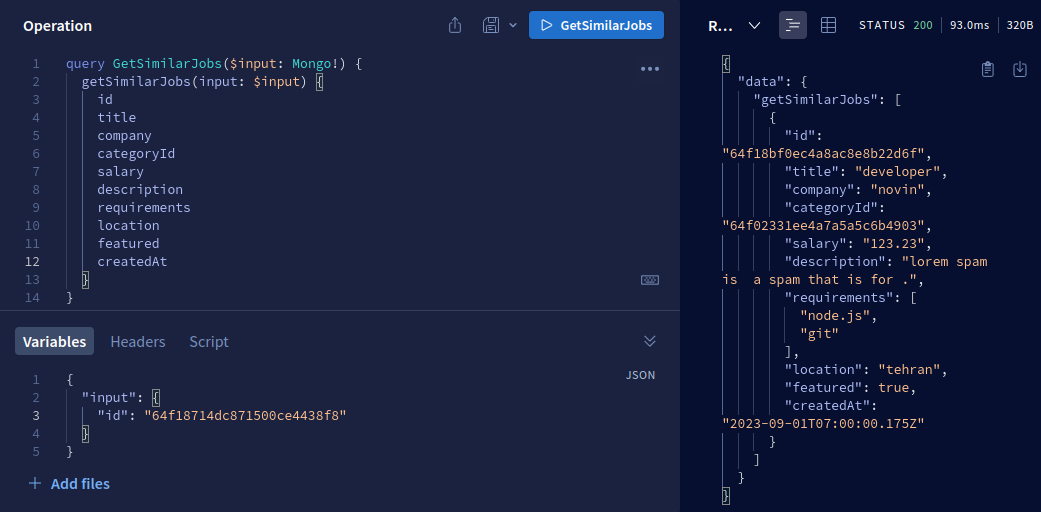 Operation
GetSimilarJobs
1 query GetSimilarJobs($input: Mongo!) {
2 getSimilarJobs(input: $input) {
3 id
4 title
5 company
6 categoryId
7 salary
8 description
9 requirements
10 location
11 featured
12 createdAt
13 }
14 }
Variables Headers Script
JSON
1 {
2 "input": {
3 "id": "64f18714dc871500ce4438f8"
4 }
5 }
+ Add files
R... STATUS 200 93.0ms 320B
{
"data": {
"getSimilarJobs": [
{
"id":
"64f18bf0ec4a8ac8e8b22d6f",
"title": "developer",
"company": "novin",
"categoryId":
"64f02331ee4a7a5a5c6b4903",
"salary": "123.23",
"description": "lorem spam
is  a spam that is for .",
"requirements": [
"node.js",
"git"
],
"location": "tehran",
"featured": true,
"createdAt":
"2023-09-01T07:00:00.175Z"
}
]
}
}